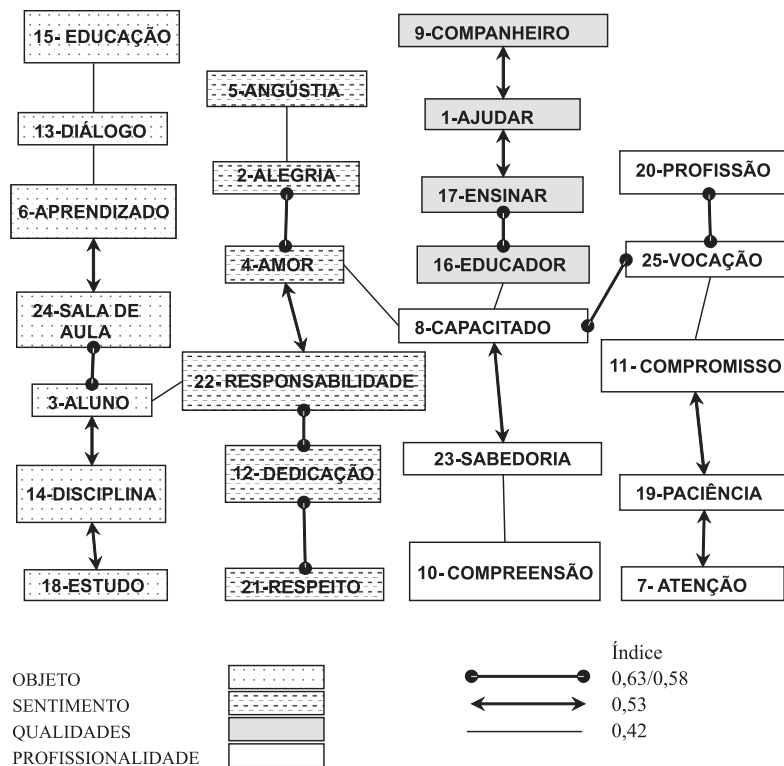 15- EDUCAÇÃO
13-DIÁLOGO
6-APRENDIZADO
24-SALA DE
AULA
3-ALUNO
14-DISCIPLINA
18-ESTUDO
5-ANGÚSTIA
2-ALEGRIA
4-AMOR
22- RESPONSABILIDADE
12- DEDICAÇÃO
21-RESPEITO
9-COMPANHEIRO
1-AJUDAR
17-ENSINAR
16-EDUCADOR
8-CAPACITADO
23-SABEDORIA
10- COMPREENSÃO
20-PROFISSÃO
25-VOCAÇÃO
11-COMPROMISSO
19-PACIÊNCIA
7- ATENÇÃO
OBJETO
SENTIMENTO
QUALIDADES
PROFISSIONALIDADE
Índice
0,63/0,58
0,53
0,42